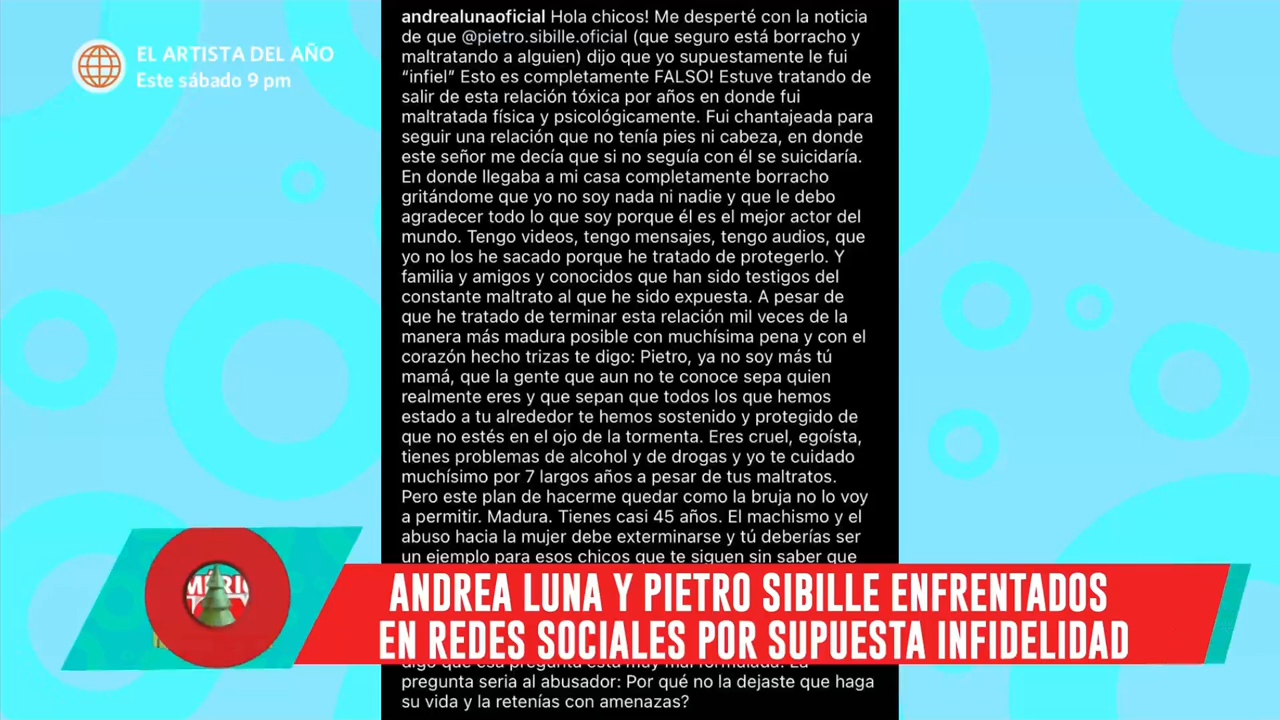 EL ARTISTA DEL AÑO
Este sábado 9 pm
andrealunaoficial Hola chicos! Me desperté con la noticia
de que @pietro.sibille.oficial (que seguro está borracho y
maltratando a alguien) dijo que yo supuestamente le fui
“infiel” Esto es completamente FALSO! Estuve tratando de
salir de esta relación tóxica por años en donde fui
maltratada física y psicológicamente. Fui chantajeada para
seguir una relación que no tenía pies ni cabeza, en donde
este señor me decía que si no seguía con él se suicidaría.
En donde llegaba a mi casa completamente borracho
gritándome que yo no soy nada ni nadie y que le debo
agradecer todo lo que soy porque él es el mejor actor del
mundo. Tengo videos, tengo mensajes, tengo audios, que
yo no los he sacado porque he tratado de protegerlo. Y
familia y amigos y conocidos que han sido testigos del
constante maltrato al que he sido expuesta. A pesar de
que he tratado de terminar esta relación mil veces de la
manera más madura posible con muchísima pena y con el
corazón hecho trizas te digo: Pietro, ya no soy más tú
mamá, que la gente que aun no te conoce sepa quien
realmente eres y que sepan que todos los que hemos
estado a tu alrededor te hemos sostenido y protegido de
que no estés en el ojo de la tormenta. Eres cruel, egoísta,
tienes problemas de alcohol y de drogas y yo te cuidado
muchísimo por 7 largos años a pesar de tus maltratos.
Pero este plan de hacerme quedar como la bruja no lo voy
a permitir. Madura. Tienes casi 45 años. El machismo y el
abuso hacia la mujer debe exterminarse y tú deberías ser
un ejemplo para esos chicos que te siguen sin saber que
ANDREA LUNA Y PIETRO SIBILLE ENFRENTADOS
EN REDES SOCIALES POR SUPUESTA INFIDELIDAD
digo que esa pregunta está muy mal formulada. La
pregunta seria al abusador: Por qué no la dejaste que haga
su vida y la retenías con amenazas?